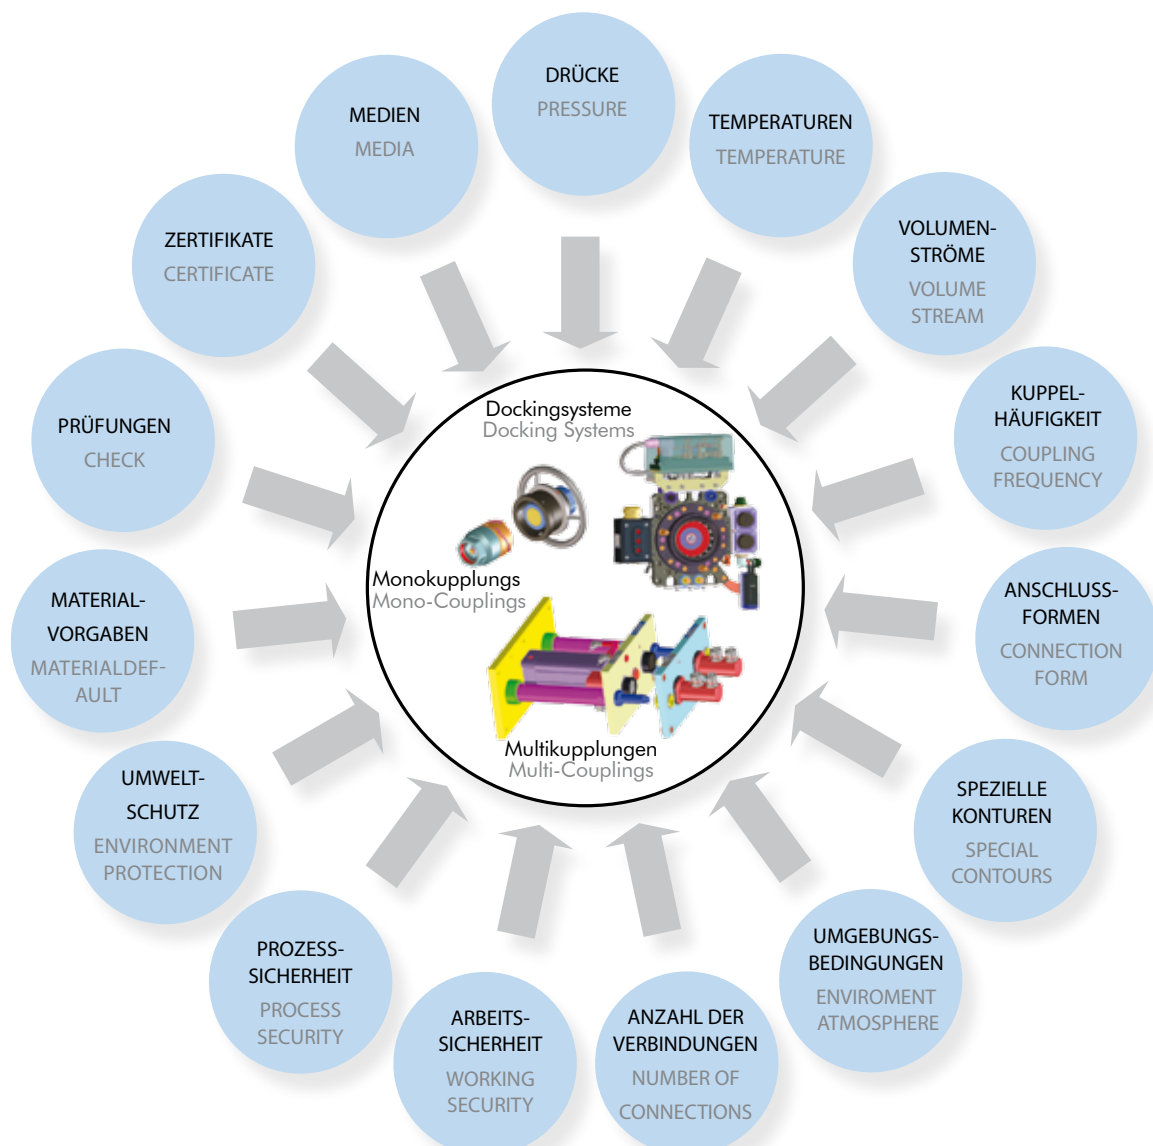 DRÜCKE
PRESSURE
TEMPERATUREN
TEMPERATURE
VOLUMEN-
STRÖME
VOLUME
STREAM
KUPPEL-
HÄUFIGKEIT
COUPLING
FREQUENCY
ANSCHLUSS-
FORMEN
CONNECTION
FORM
SPEZIELLE
KONTUREN
SPECIAL
CONTOURS
UMGEBUNGS-
BEDINGUNGEN
ENVIROMENT
ATMOSPHERE
ANZAHL DER
VERBINDUNGEN
NUMBER OF
CONNECTIONS
ARBEITS-
SICHERHEIT
WORKING
SECURITY
PROZESS-
SICHERHEIT
PROCESS
SECURITY
UMWELT-
SCHUTZ
ENVIRONMENT
PROTECTION
MATERIAL-
VORGABEN
MATERIALDEF-
AULT
PRÜFUNGEN
CHECK
ZERTIFIKATE
CERTIFICATE
MEDIEN
MEDIA
Dockingsysteme
Docking Systems
Monokupplungs
Mono-Couplings
Multikupplungen
Multi-Couplings